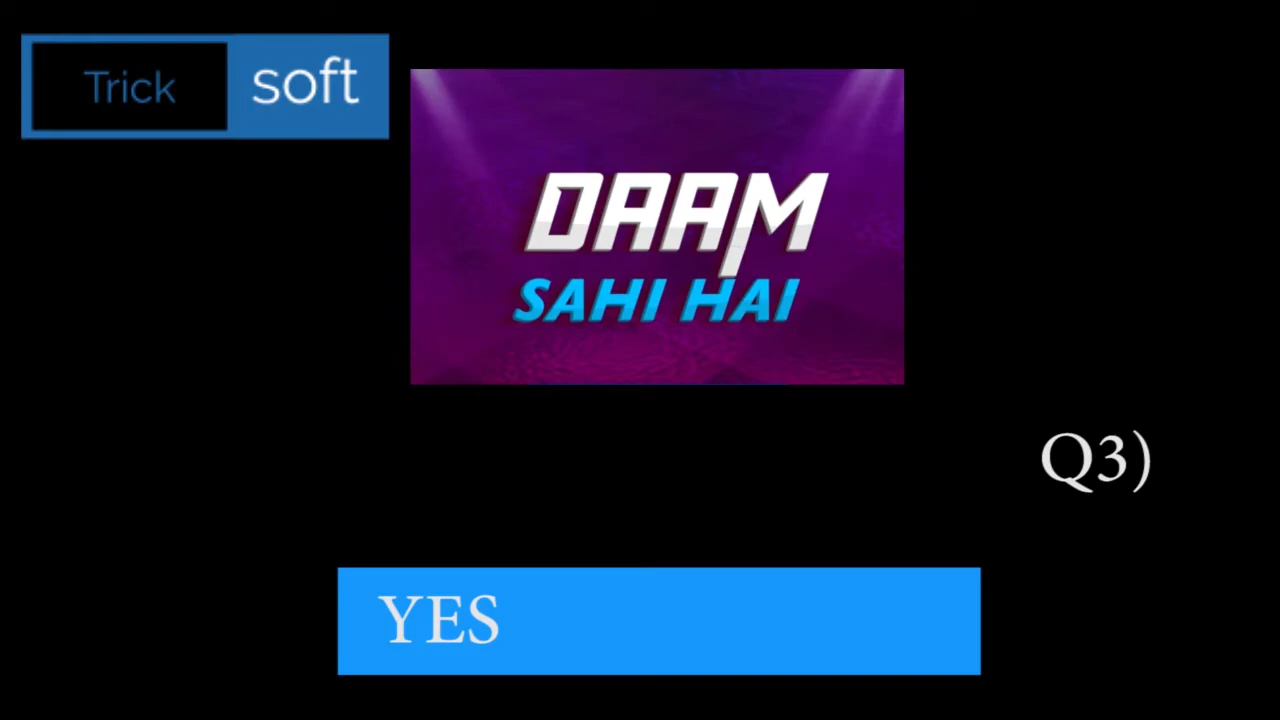 Trick soft
DAAM
SAHI HAI
Q3)
YES